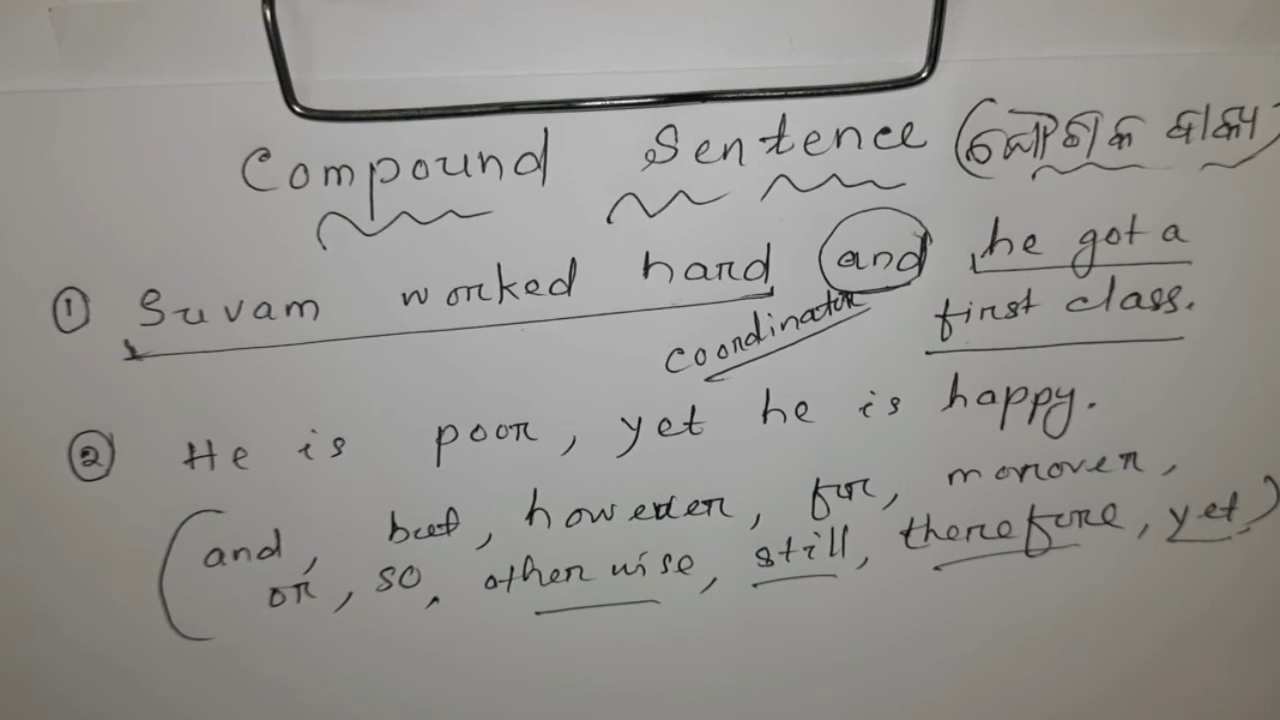 Compound Sentence (ଯୌଗିକ ବାକ୍ୟ
① Suvam worked hard and he got a
first class.
coordinator
② He is poor, yet he is happy.
(and, but, however, for, morover,
or, so, otherwise, still, therefore, yet)